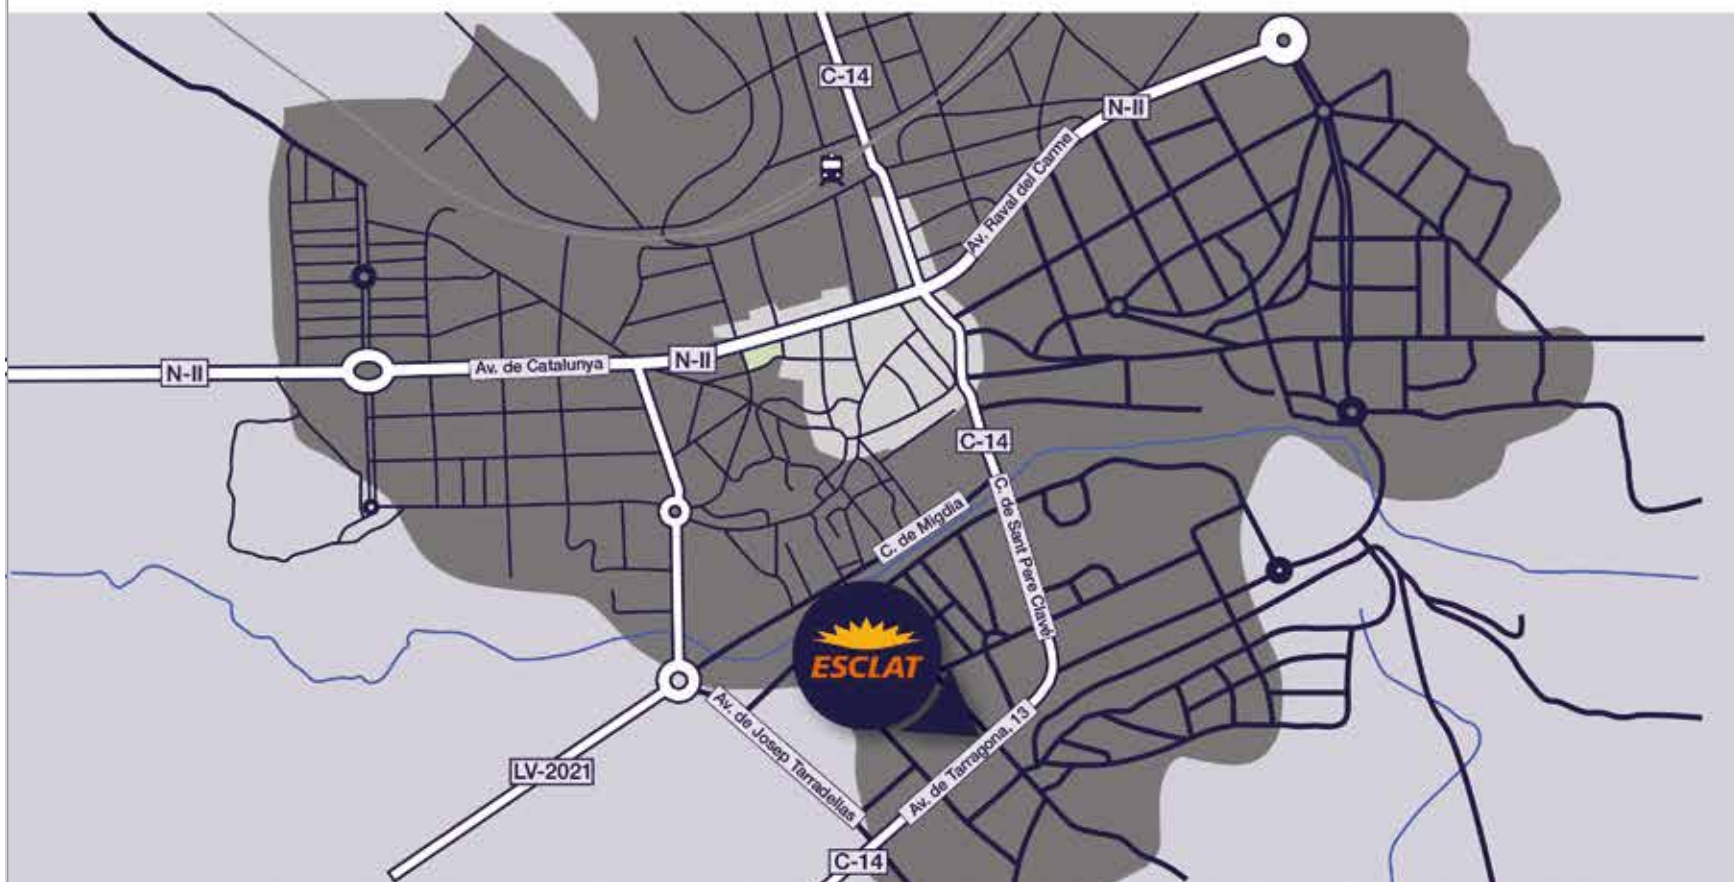 C-14
N-II
Av. Raval del Carme
N-II
Av. de Catalunya
N-II
C-14
C. de Migdia
C. de Sant Pere Clavé
ESCLAT
Av. de Josep Tarradellas
Av. de Tarragona, 13
LV-2021
C-14